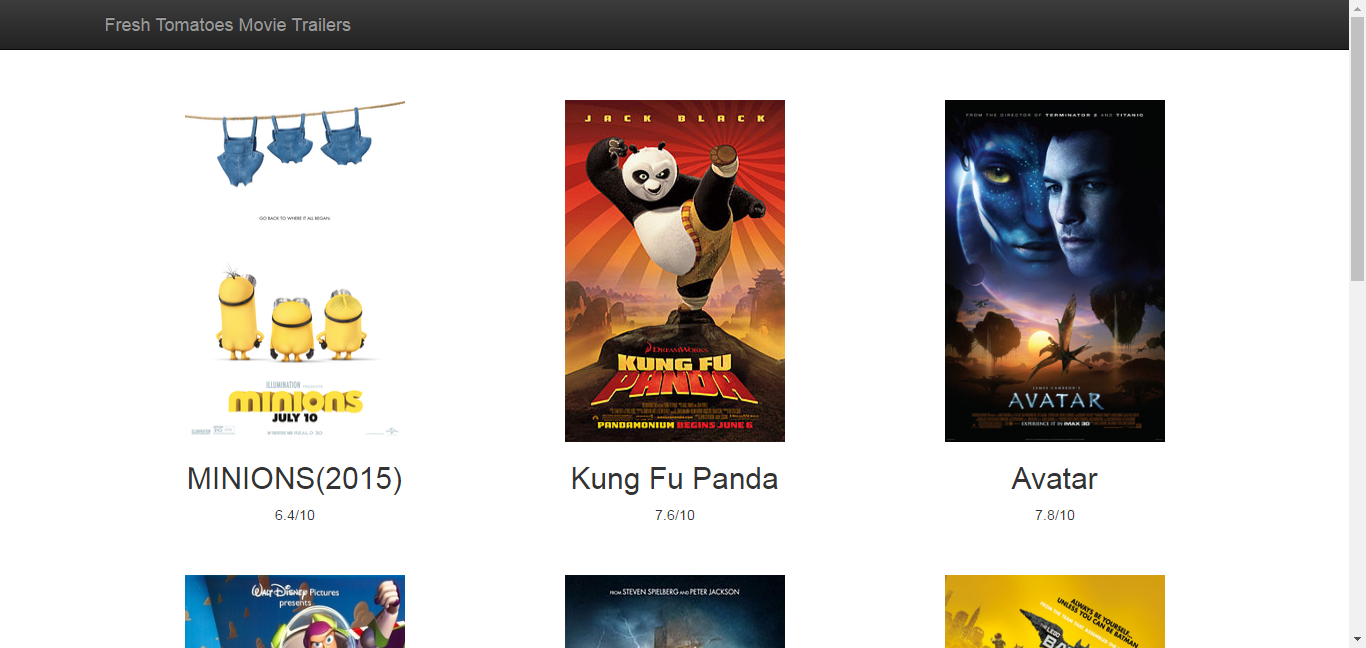 Fresh Tomatoes Movie Trailers
GO BACK TO WHERE IT ALL BEGAN
ILLUMINATION PRESENTS
minions
JULY 10
JACK BLACK
DREAMWORKS
KUNG FU
PANDA
PANDAMONIUM BEGINS JUNE 6
FROM THE DIRECTOR OF TERMINATOR 2 AND TITANIC
JAMES CAMERON'S
AVATAR
EXPERIENCE IT IN IMAX 3D
MINIONS(2015)
Kung Fu Panda
Avatar
6.4/10
7.6/10
7.8/10
WALT DISNEY Pictures
presents
FROM STEVEN SPIELBERG AND PETER JACKSON
ALWAYS BE YOURSELF...
UNLESS YOU CAN BE BATMAN
THE LEGO